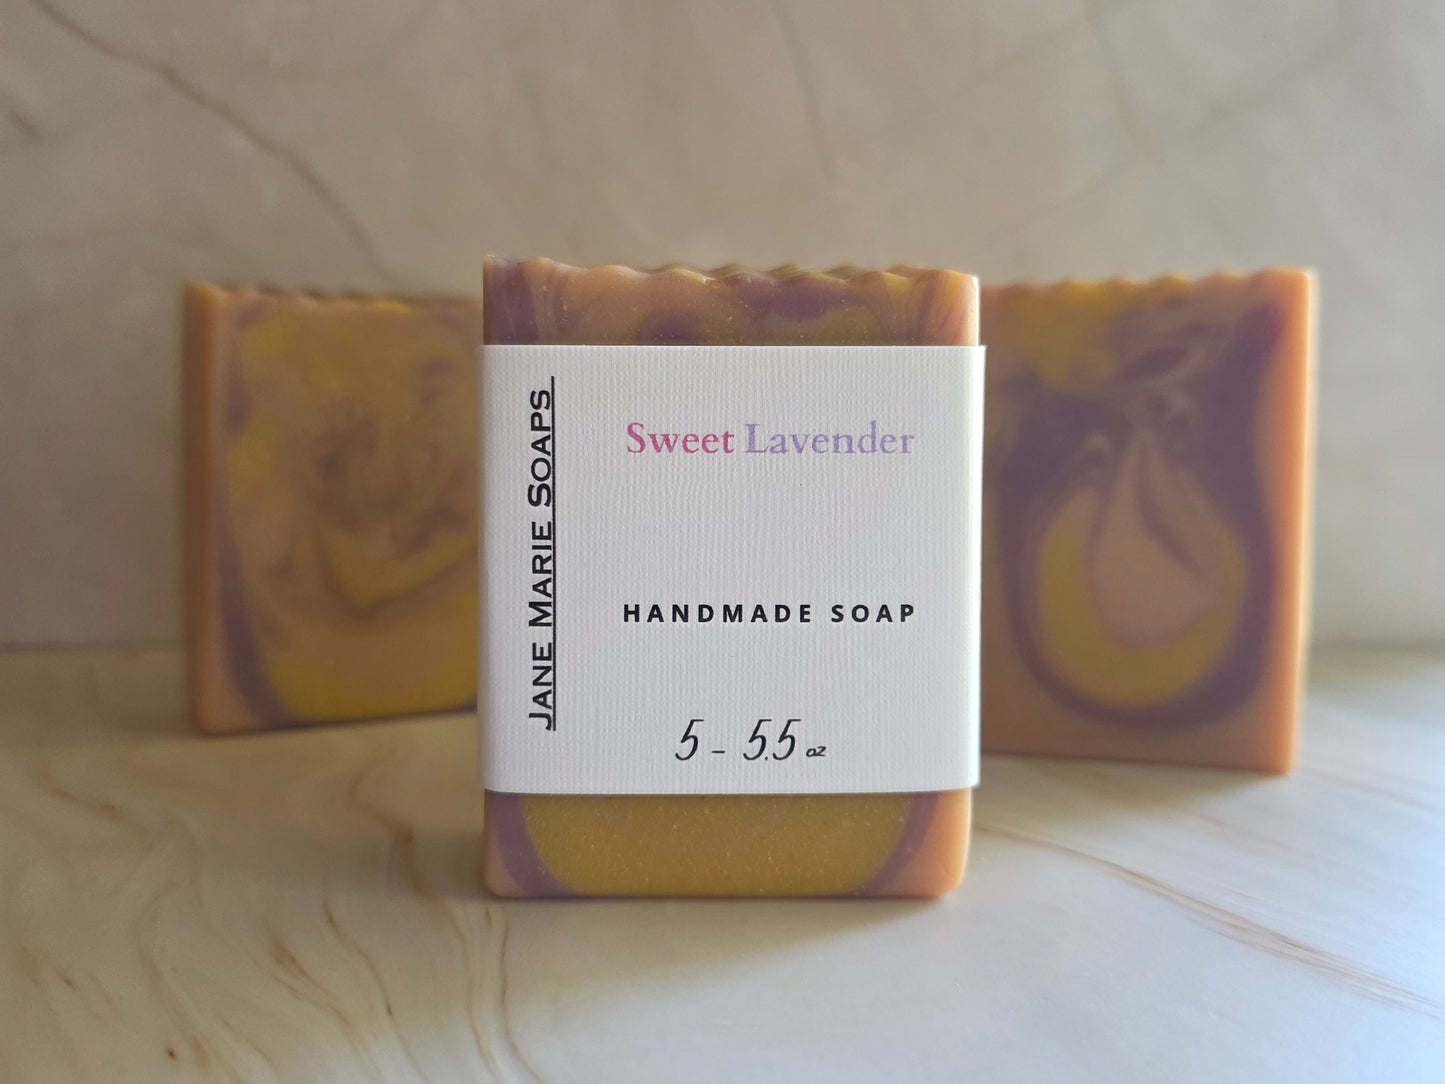 JANE MARIE SOAPS
Sweet Lavender
HANDMADE SOAP
5 - 5.5 oz